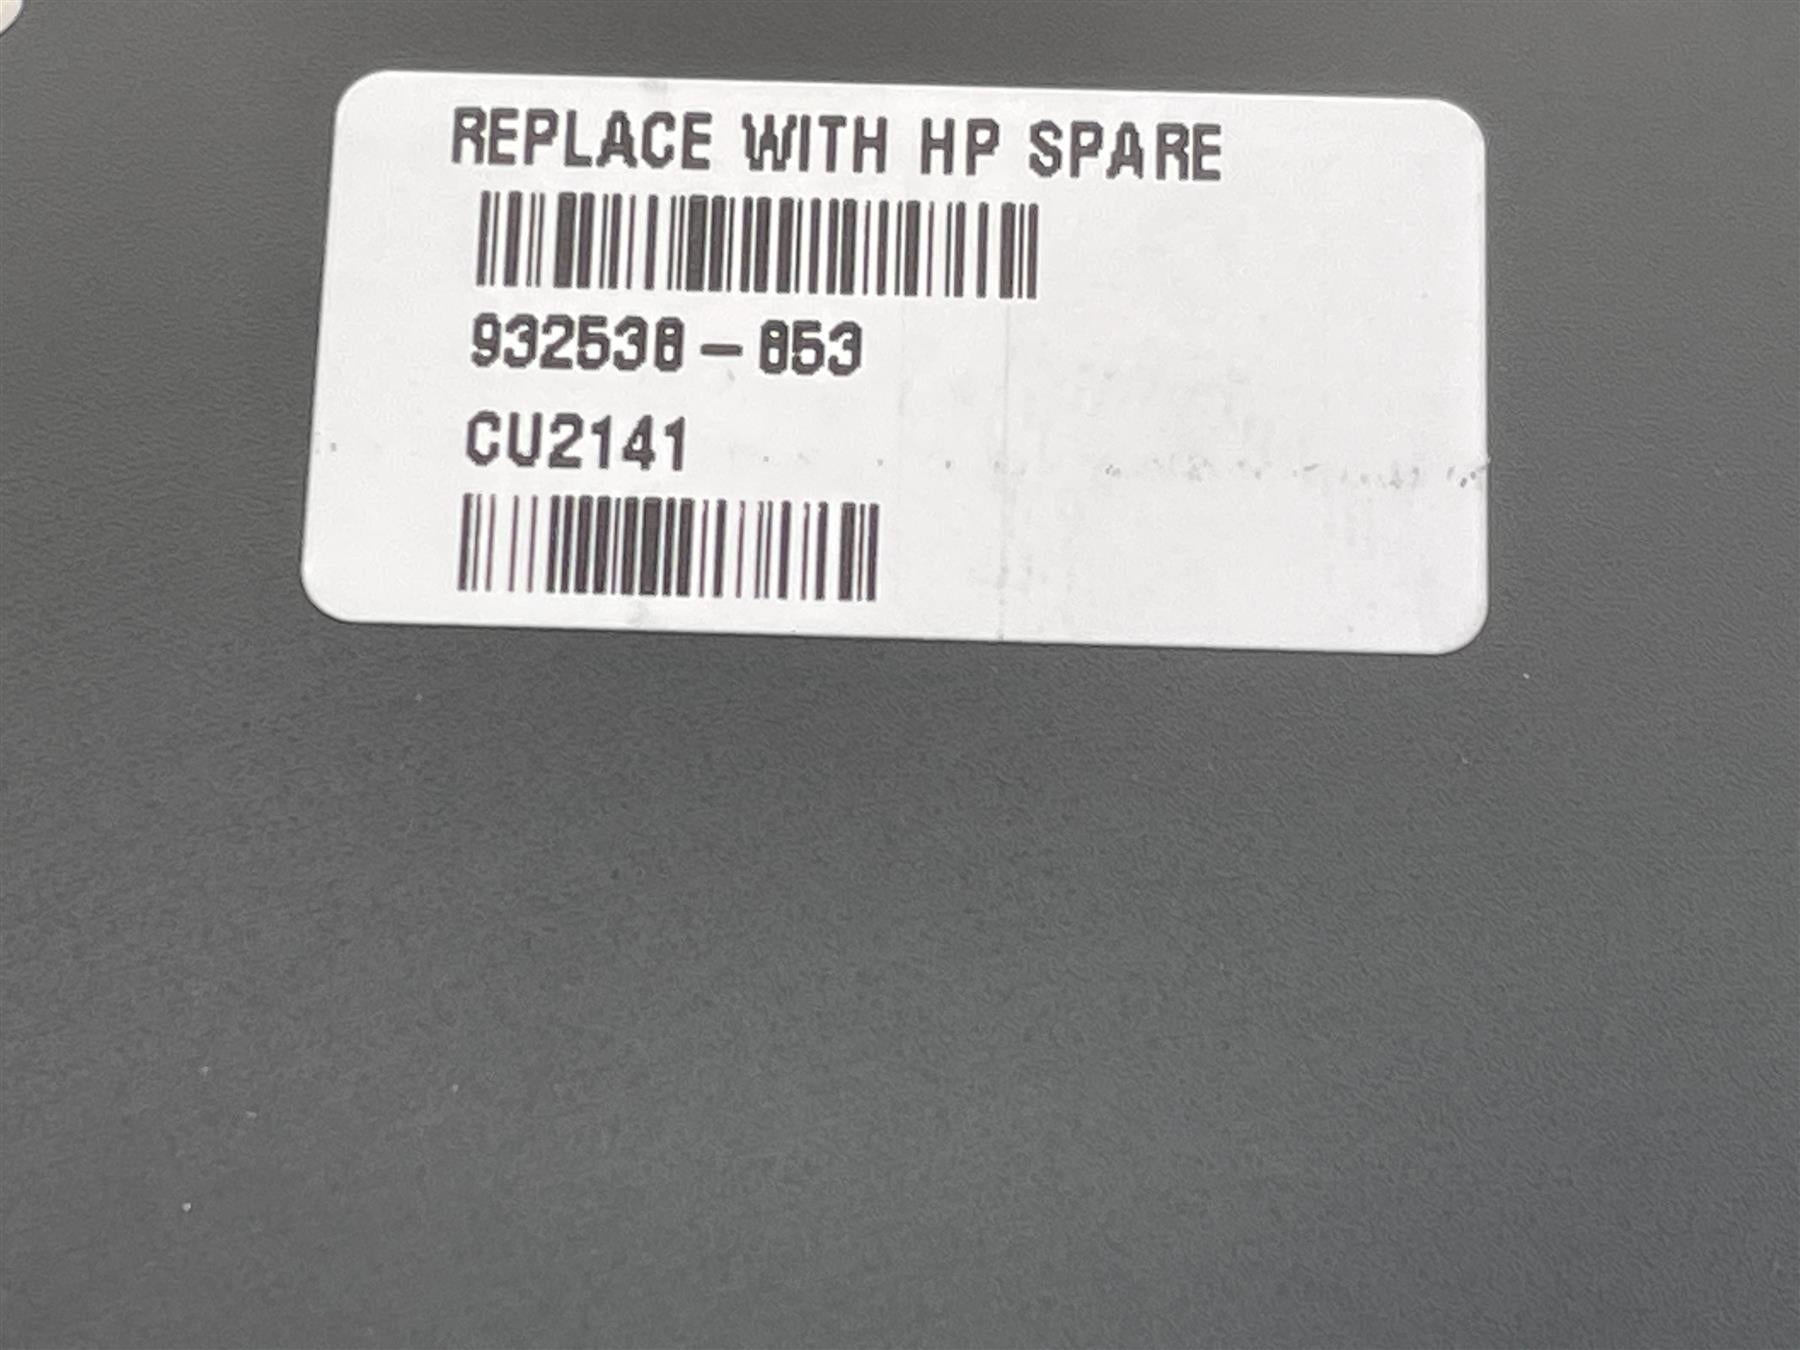 REPLACE WITH HP SPARE
932538-853
CU2141